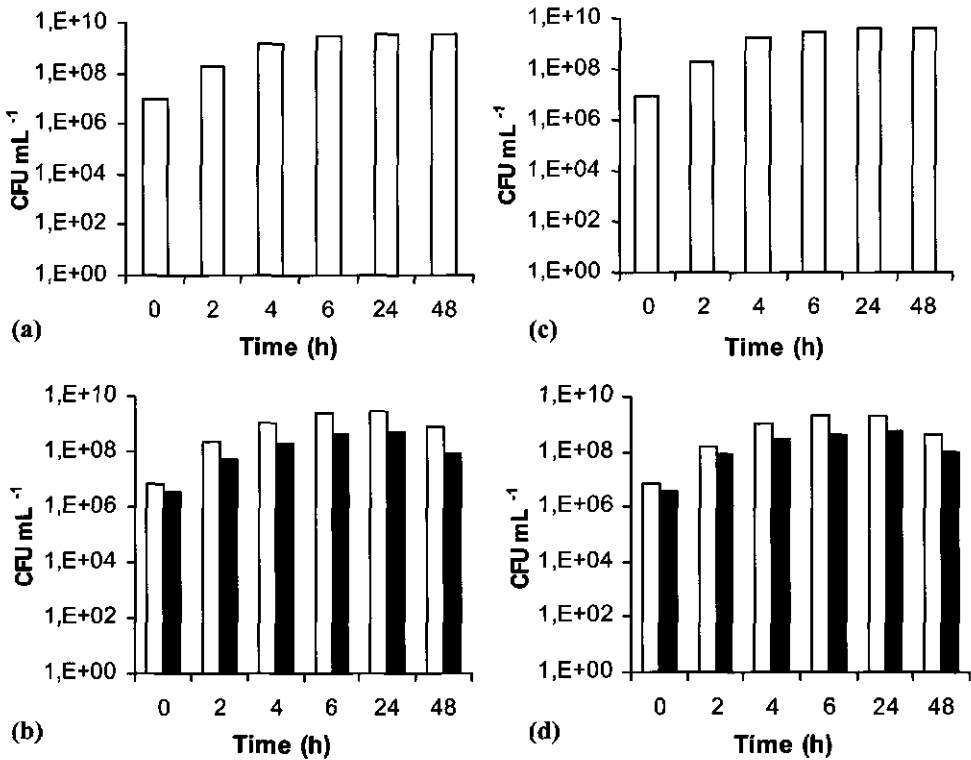 1,E+10
1,E+08
1,E+06
1,E+04
1,E+02
1,E+00
CFU mL -1
0 2 4 6 24 48
Time (h)
(a)
1,E+10
1,E+08
1,E+06
1,E+04
1,E+02
1,E+00
CFU mL -1
0 2 4 6 24 48
Time (h)
(c)
1,E+10
1,E+08
1,E+06
1,E+04
1,E+02
1,E+00
CFU mL -1
0 2 4 6 24 48
Time (h)
(b)
1,E+10
1,E+08
1,E+06
1,E+04
1,E+02
1,E+00
CFU mL -1
0 2 4 6 24 48
Time (h)
(d)